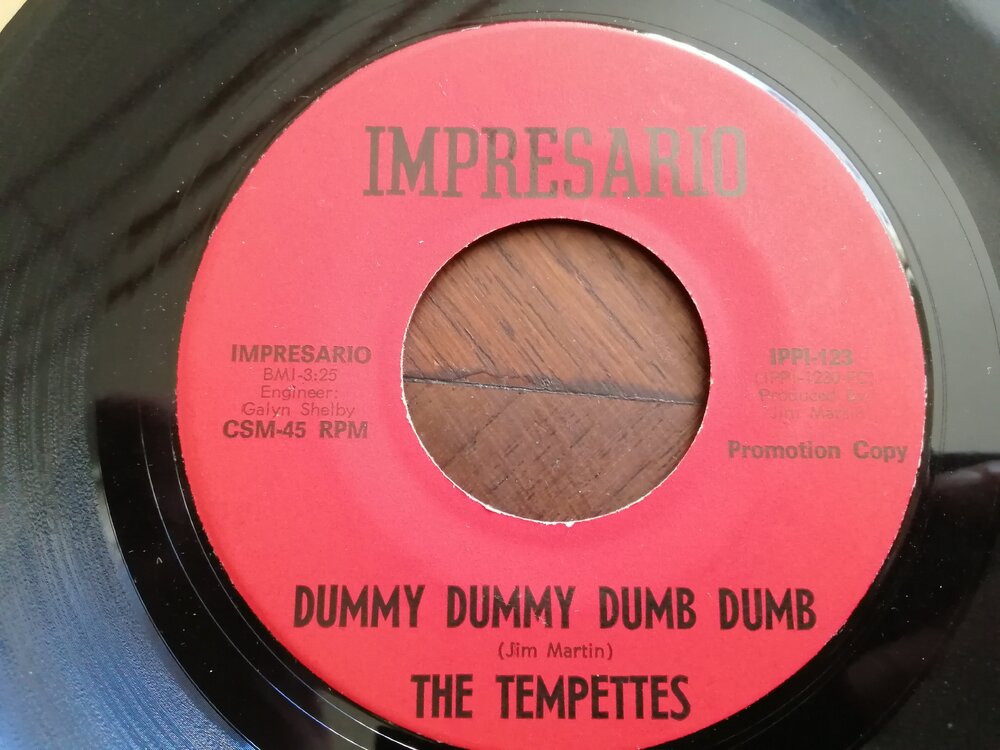 IMPRESARIO
IMPRESARIO
BMI-3:25
Engineer:
Galyn Shelby
CSM-45 RPM
IPPI-123
Produced By
Jim Martin
Promotion Copy
DUMMY DUMMY DUMB DUMB
(Jim Martin)
THE TEMPETTES